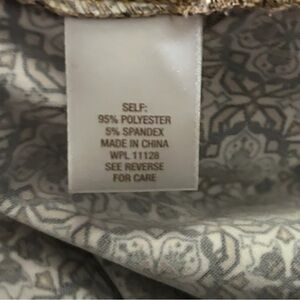 SELF:
95% POLYESTER
5% SPANDEX
MADE IN CHINA
WPL 11128
SEE REVERSE
FOR CARE